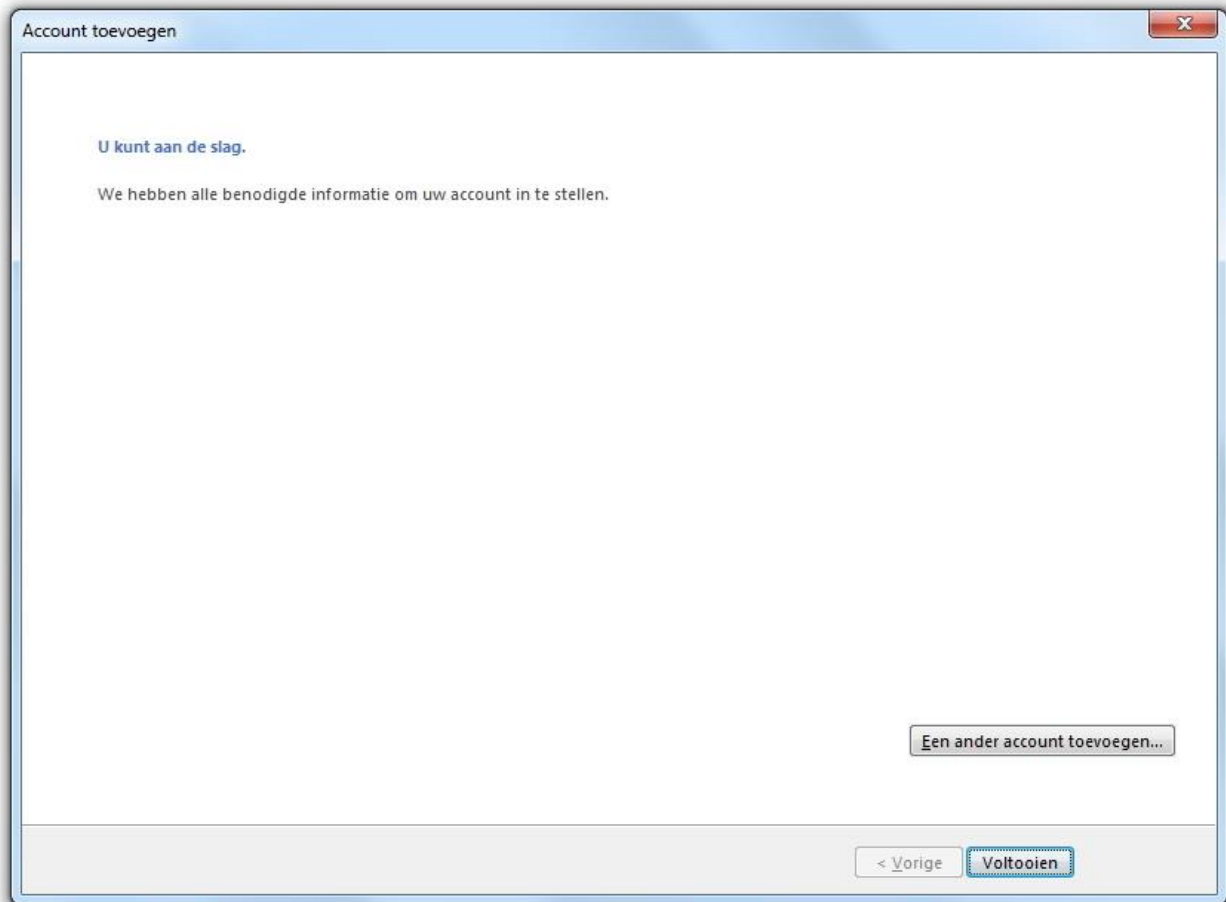 Account toevoegen
U kunt aan de slag.
We hebben alle benodigde informatie om uw account in te stellen.
Een ander account toevoegen...
< Vorige
Voltooien